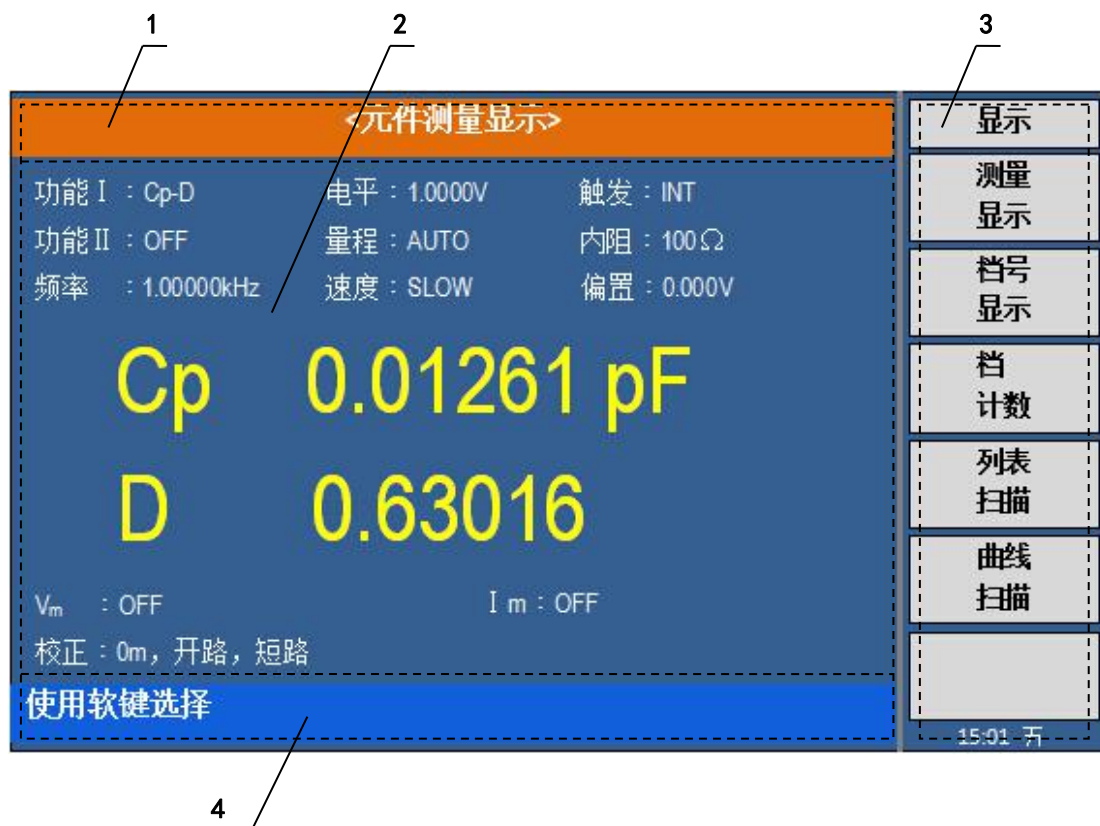 1
2
3
<元件测量显示>
功能Ⅰ：Cp-D 电平：1.0000V 触发：INT
功能Ⅱ：OFF 量程：AUTO 内阻：100Ω
频率 ：1.00000kHz 速度：SLOW 偏置：0.000V
Cp 0.01261 pF
D 0.63016
Vm ：OFF Ⅰm：OFF
校正：0m，开路，短路
使用软键选择
显示
测量
显示
档号
显示
档
计数
列表
扫描
曲线
扫描
15:01
4